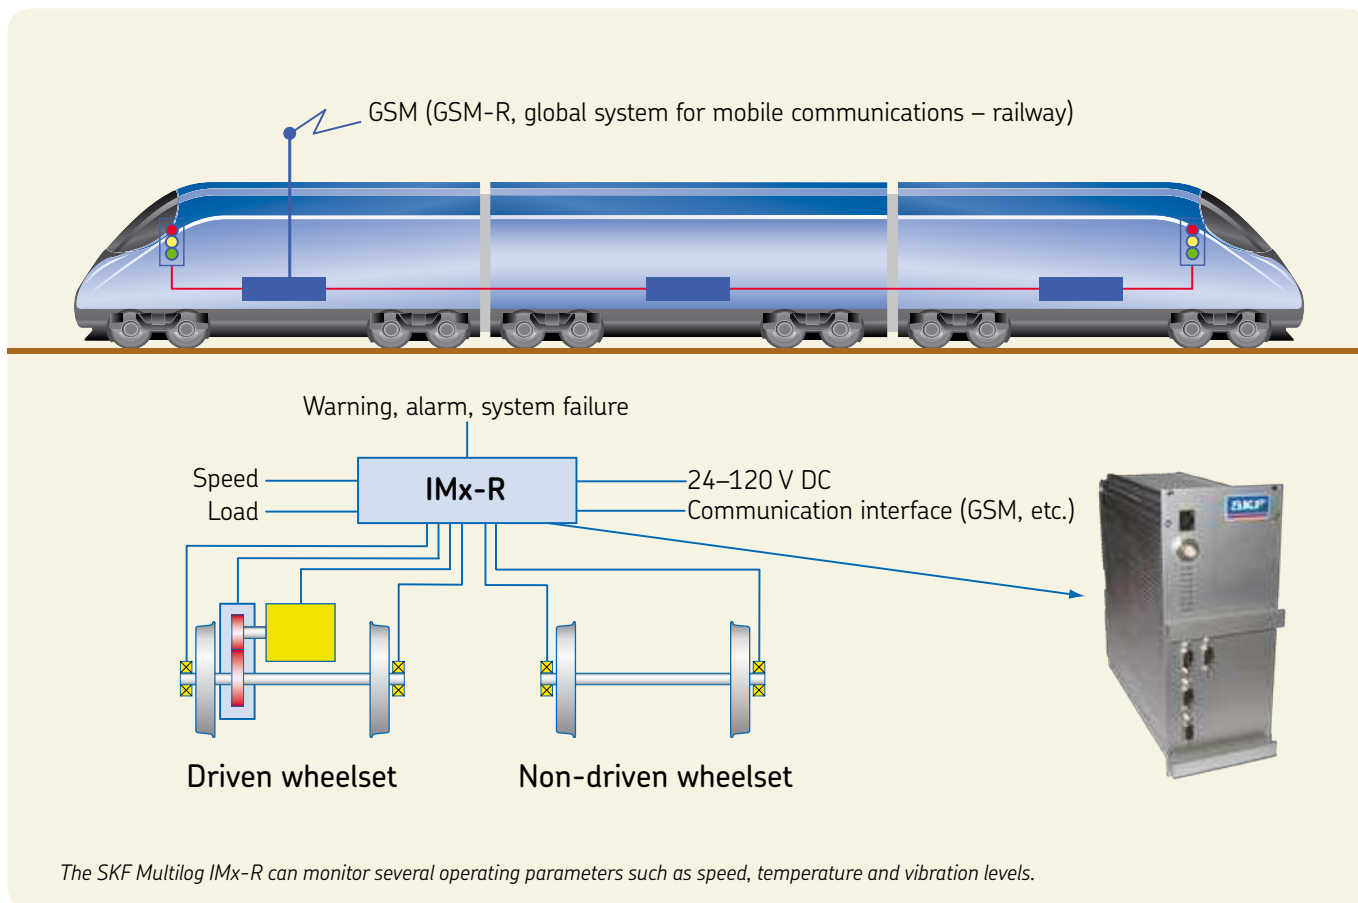 GSM (GSM-R, global system for mobile communications – railway)
Warning, alarm, system failure
Speed
Load
IMx-R
24–120 V DC
Communication interface (GSM, etc.)
SKF
Driven wheelset
Non-driven wheelset
The SKF Multilog IMx-R can monitor several operating parameters such as speed, temperature and vibration levels.